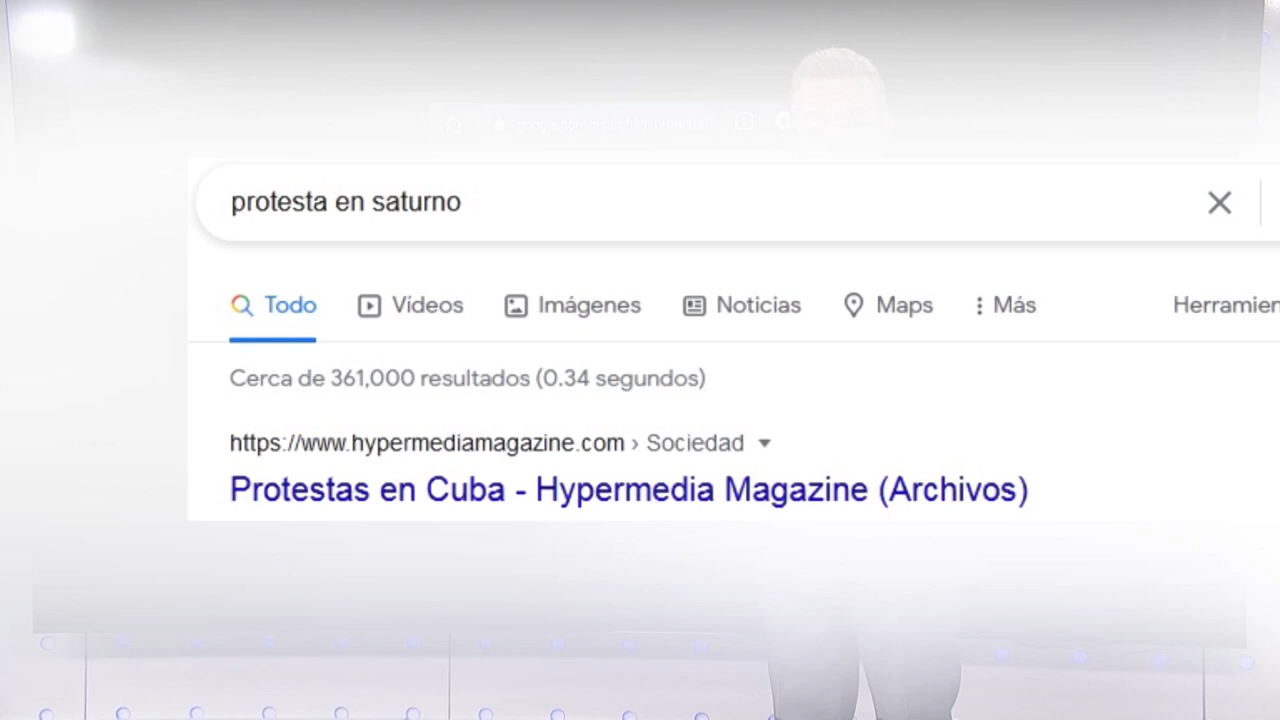 protesta en saturno
Todo Vídeos Imágenes Noticias Maps Más Herramien
Cerca de 361,000 resultados (0.34 segundos)
https://www.hypermediamagazine.com › Sociedad
Protestas en Cuba - Hypermedia Magazine (Archivos)